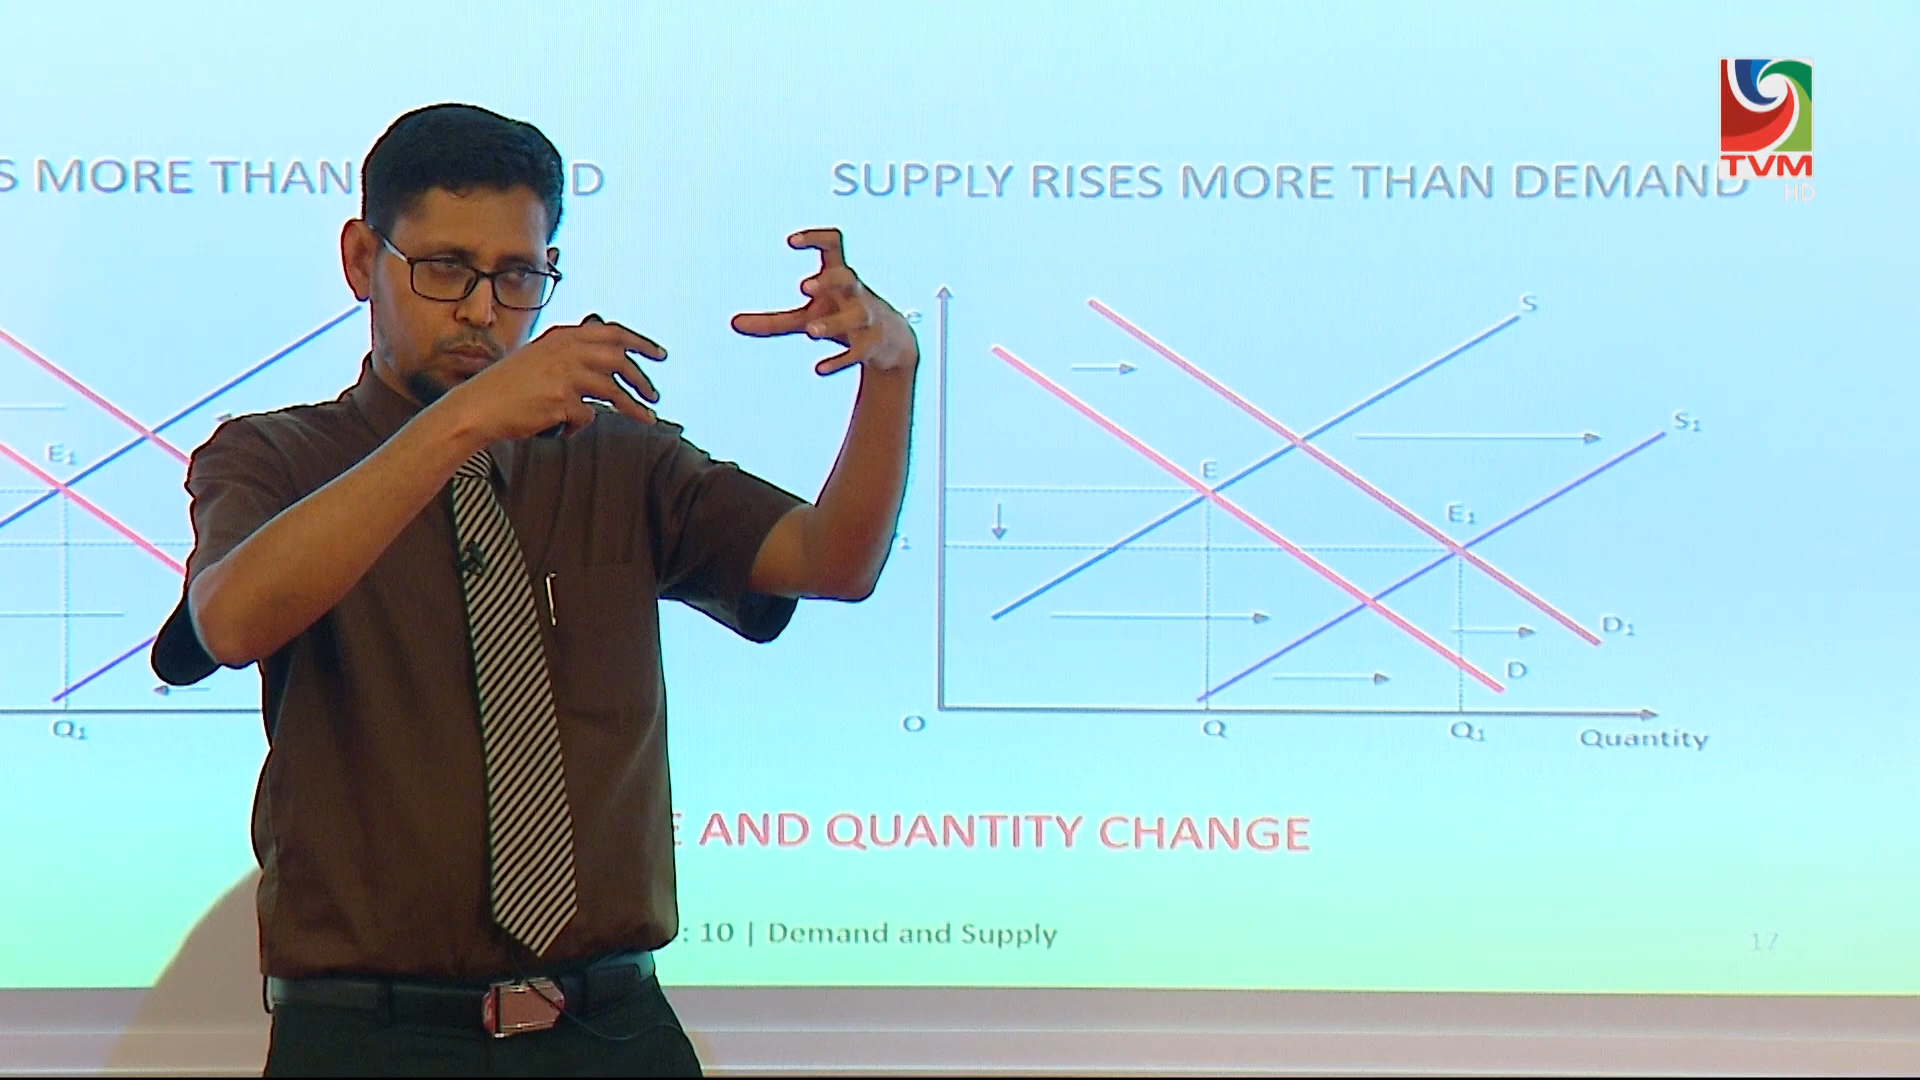 S MORE THAN D
SUPPLY RISES MORE THAN DEMAND
TVM
HD
e
S
S₁
E
E₁
1
D₁
D
O
Q
Q₁
Quantity
E₁
Q₁
E AND QUANTITY CHANGE
: 10 | Demand and Supply
17